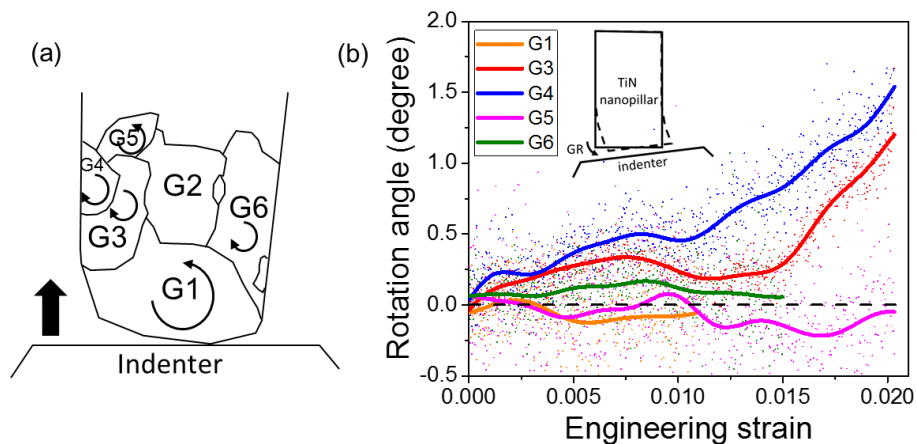 (a)
G5
G4
G2
G3
G6
G1
Indenter
(b)
Rotation angle (degree)
2.0
1.5
1.0
0.5
0.0
-0.5
G1
G3
G4
G5
G6
TiN
nanopillar
GR
indenter
0.000
0.005
0.010
0.015
0.020
Engineering strain